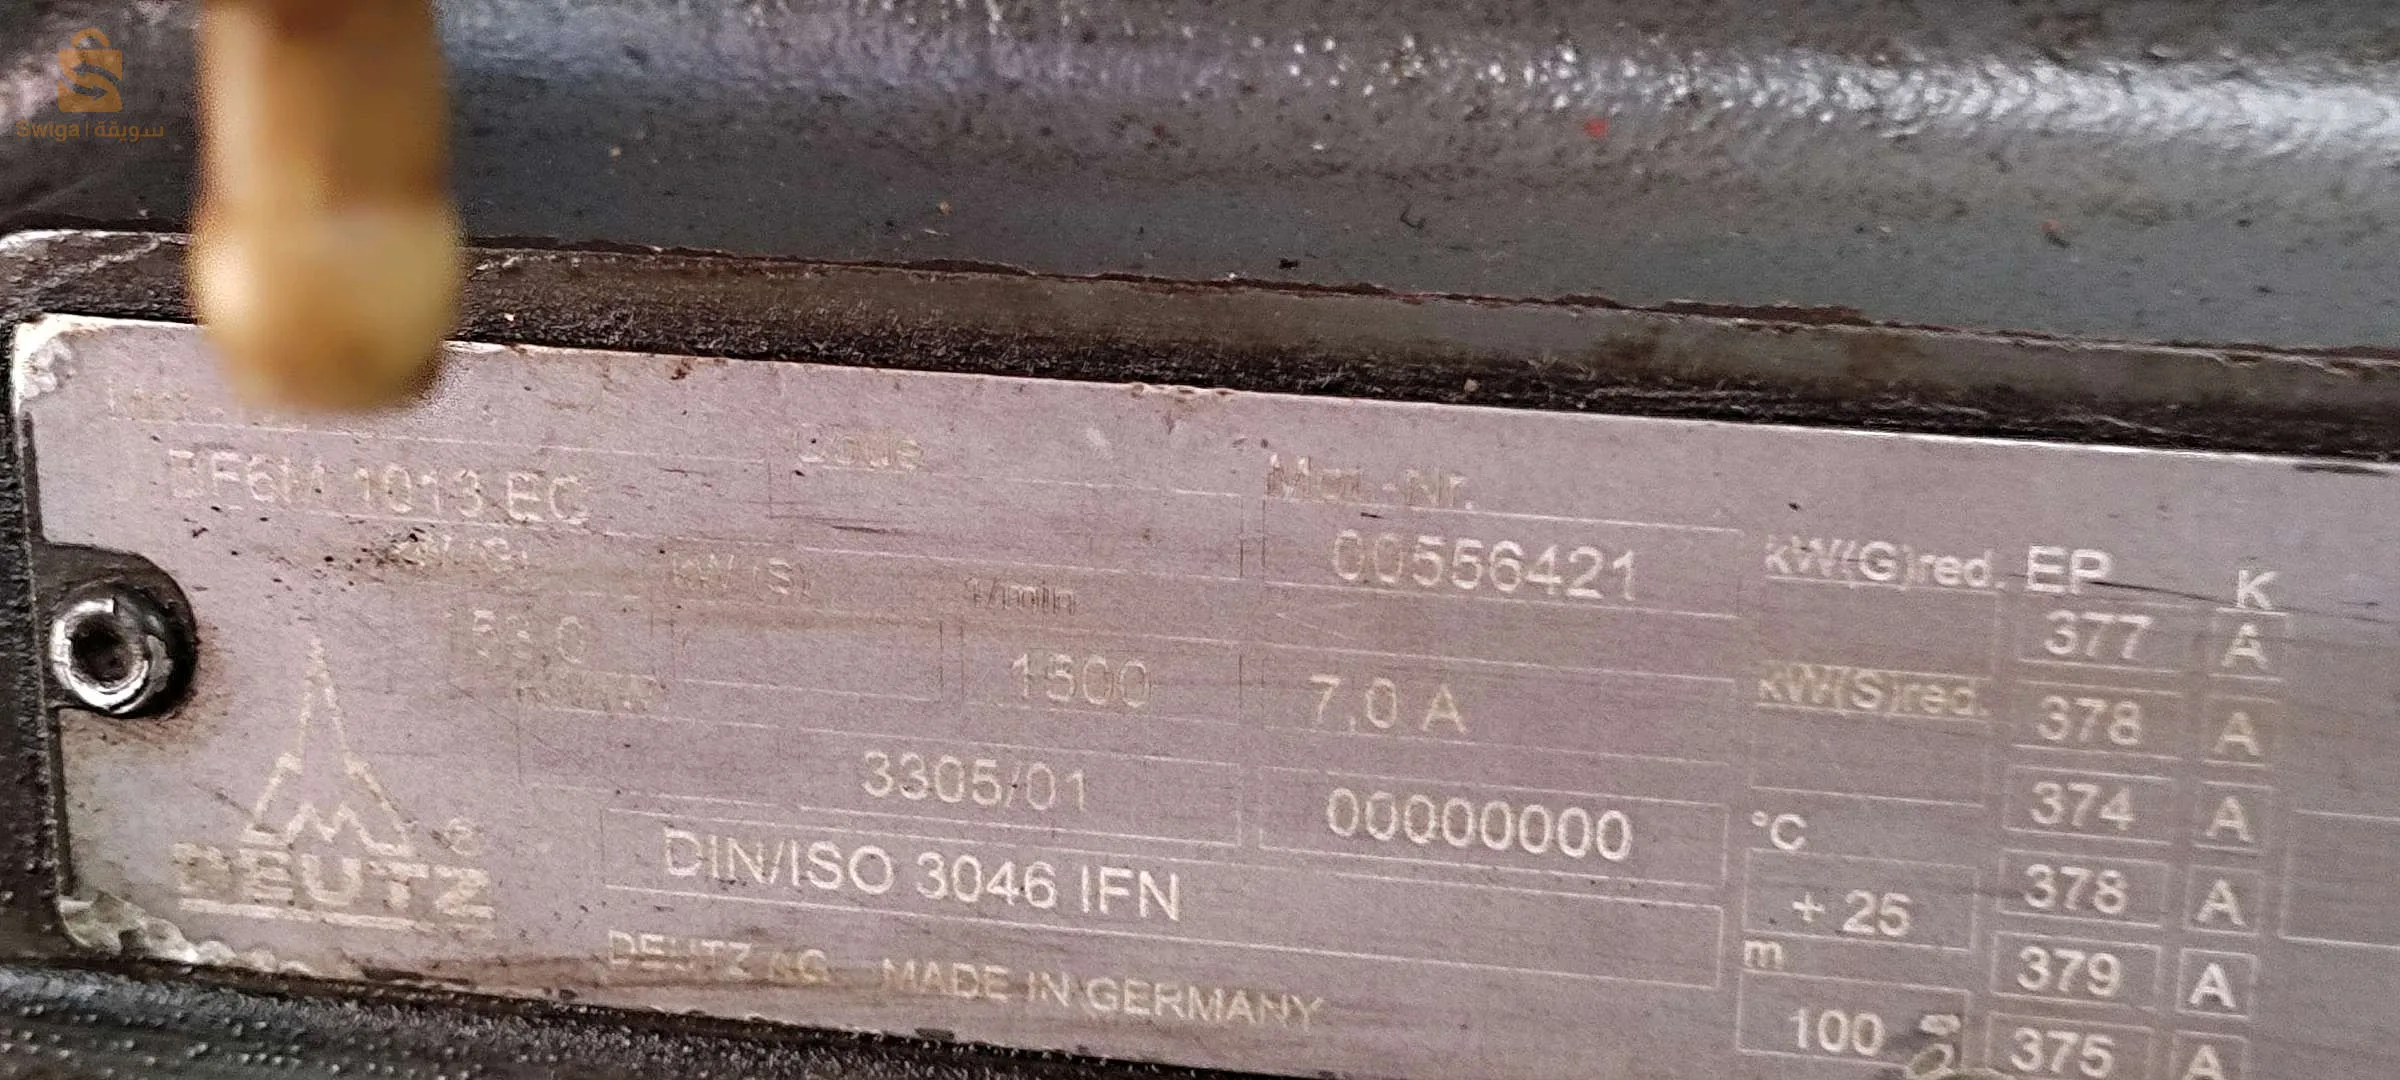 Swiga | سويقة
Code
BF6M 1013 EC
Mot.-Nr.
00556421
kW(G)red. EP K
kW (G) kW (S) 1/min
377 A
1500
7,0 A
kW(S)red.
378 A
3305/01
374 A
00000000
°C
DIN/ISO 3046 IFN
+ 25
378 A
DEUTZ ®
m
379 A
DEUTZ AG MADE IN GERMANY
100
375 A